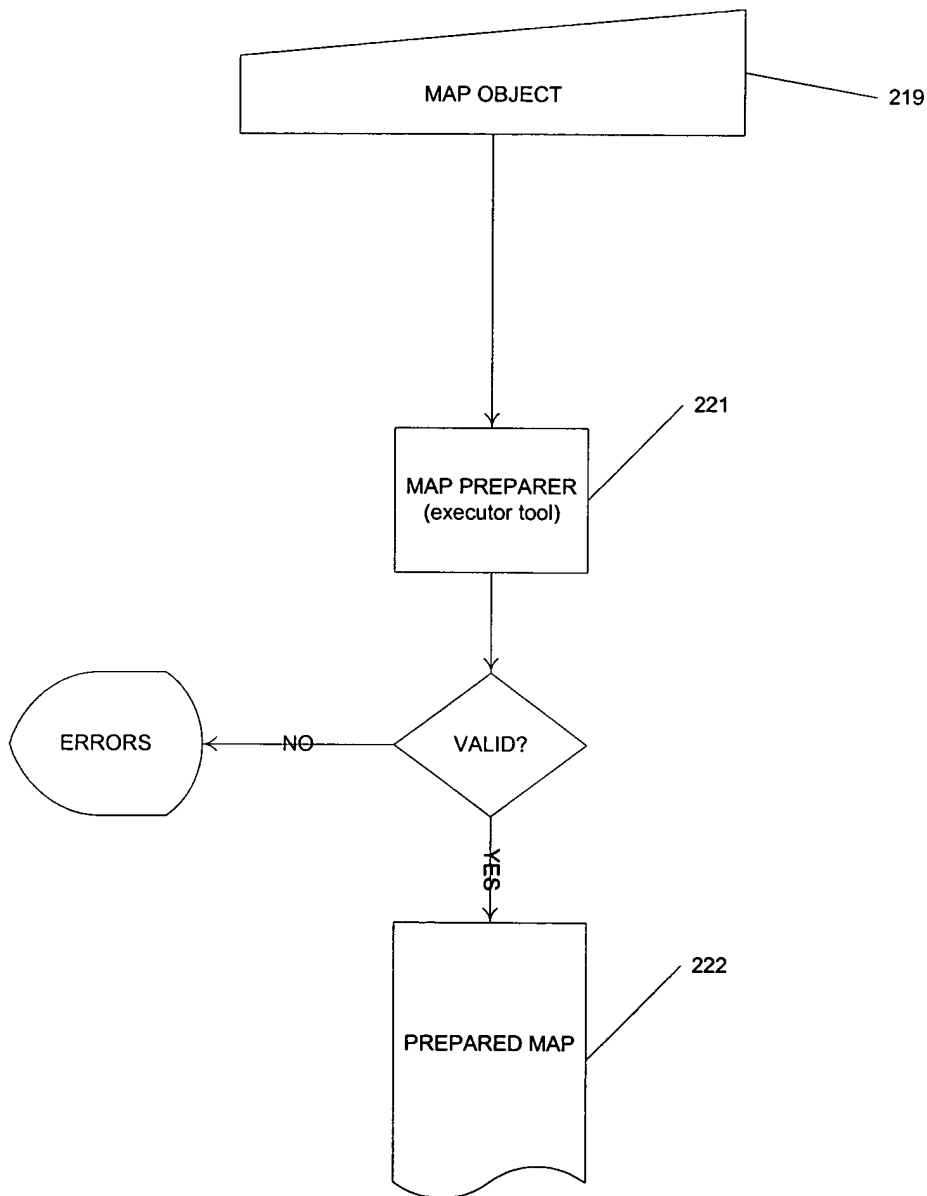 MAP OBJECT
219
221
MAP PREPARER
(executor tool)
ERRORS
NO
VALID?
YES
222
PREPARED MAP